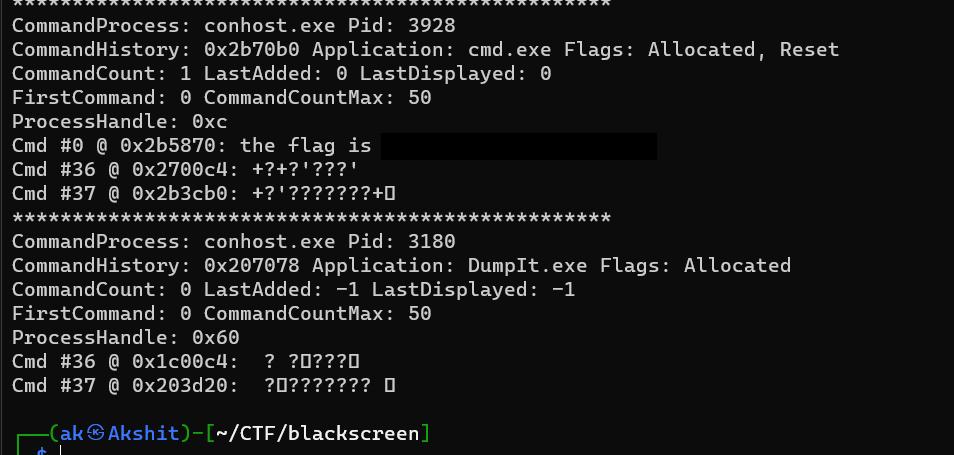 **************************************************
CommandProcess: conhost.exe Pid: 3928
CommandHistory: 0x2b70b0 Application: cmd.exe Flags: Allocated, Reset
CommandCount: 1 LastAdded: 0 LastDisplayed: 0
FirstCommand: 0 CommandCountMax: 50
ProcessHandle: 0xc
Cmd #0 @ 0x2b5870: the flag is
Cmd #36 @ 0x2700c4: +?+?'???'
Cmd #37 @ 0x2b3cb0: +?'???????+▯
**************************************************
CommandProcess: conhost.exe Pid: 3180
CommandHistory: 0x207078 Application: DumpIt.exe Flags: Allocated
CommandCount: 0 LastAdded: -1 LastDisplayed: -1
FirstCommand: 0 CommandCountMax: 50
ProcessHandle: 0x60
Cmd #36 @ 0x1c00c4:  ? ?▯???▯
Cmd #37 @ 0x203d20:  ?▯??????? ▯
┌──(ak㉿Akshit)-[~/CTF/blackscreen]
$